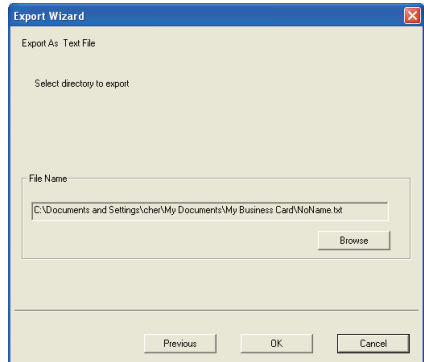 Export Wizard
Export As Text File
Select directory to export
File Name
C:\Documents and Settings\cher\My Documents\My Business Card\NoName.txt
Browse
Previous OK Cancel